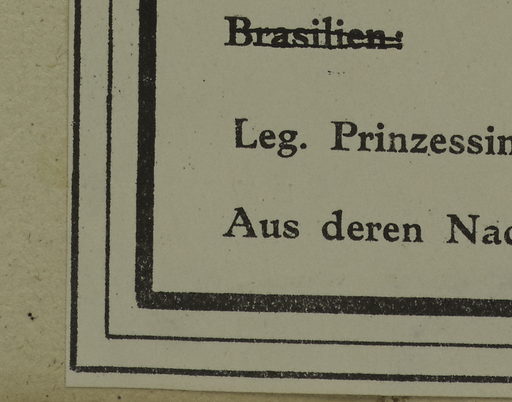 Brasilien:
Leg. Prinzessin
Aus deren Nac